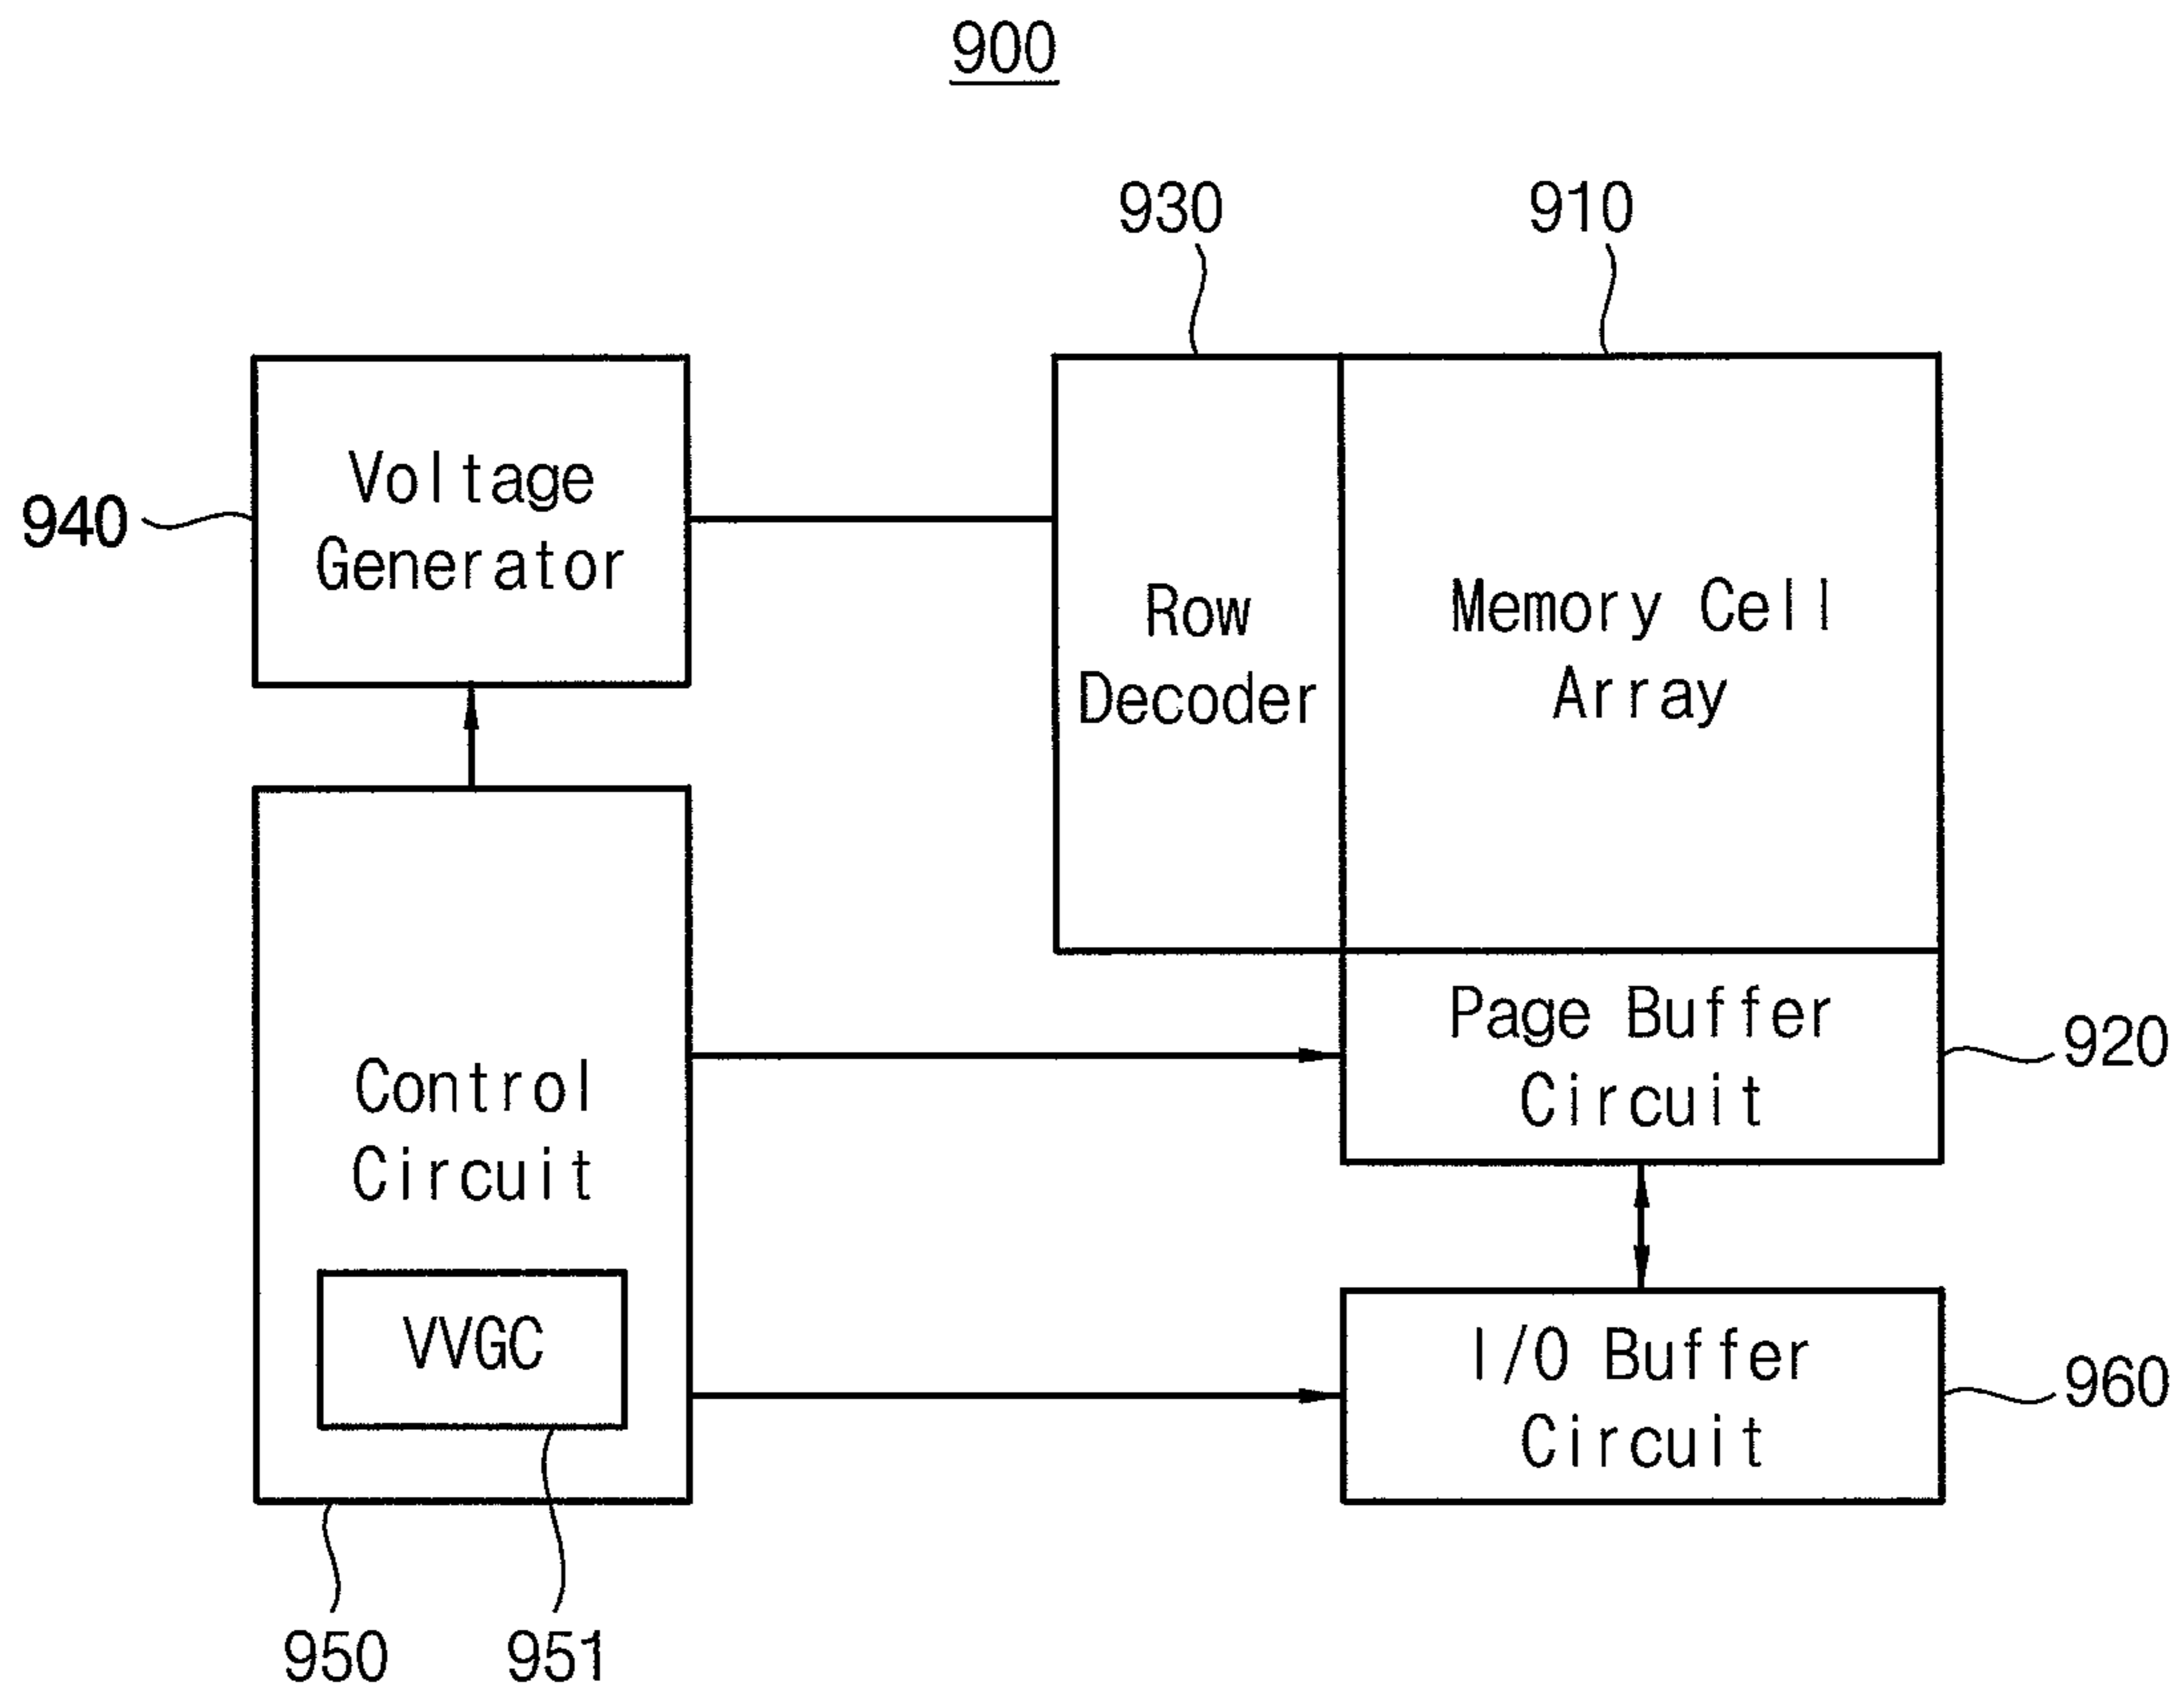 900
930
910
940
Voltage
Generator
Row
Decoder
Memory Cell
Array
Page Buffer
Circuit
920
Control
Circuit
VVGC
I/O Buffer
Circuit
960
950
951